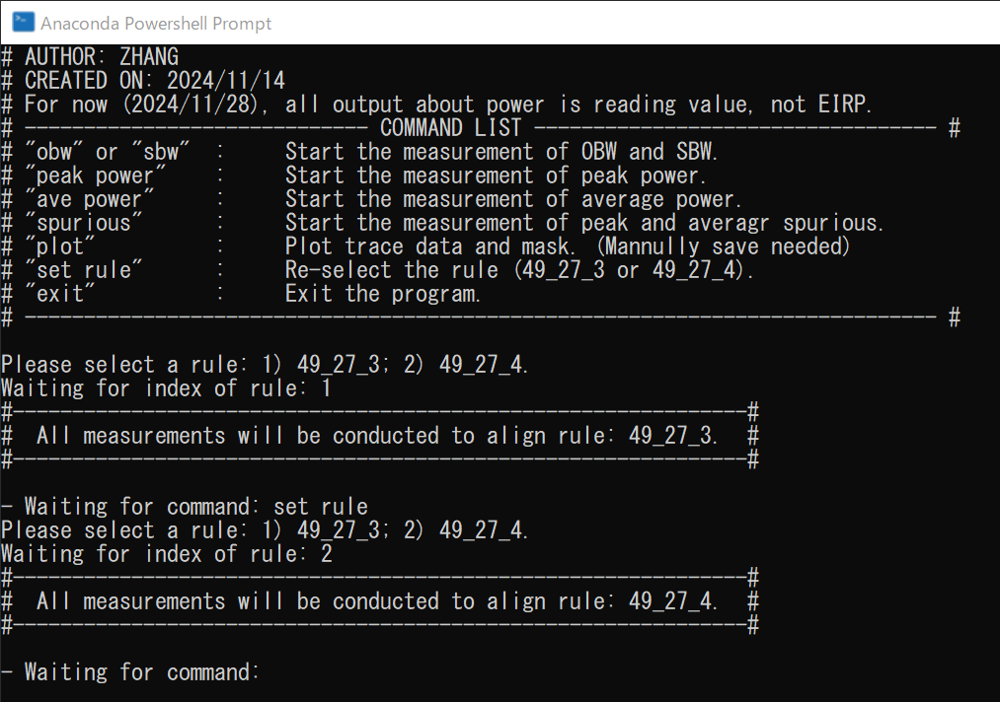 Anaconda Powershell Prompt
# AUTHOR: ZHANG
# CREATED ON: 2024/11/14
# For now (2024/11/28), all output about power is reading value, not EIRP.
# ----------------------------- COMMAND LIST ---------------------------------- #
# "obw" or "sbw"  :     Start the measurement of OBW and SBW.
# "peak power"    :     Start the measurement of peak power.
# "ave power"     :     Start the measurement of average power.
# "spurious"      :     Start the measurement of peak and averagr spurious.
# "plot"          :     Plot trace data and mask. (Mannully save needed)
# "set rule"      :     Re-select the rule (49_27_3 or 49_27_4).
# "exit"          :     Exit the program.
# ----------------------------------------------------------------------------- #
Please select a rule: 1) 49_27_3; 2) 49_27_4.
Waiting for index of rule: 1
#--------------------------------------------------------------#
#  All measurements will be conducted to align rule: 49_27_3.  #
#--------------------------------------------------------------#
- Waiting for command: set rule
Please select a rule: 1) 49_27_3; 2) 49_27_4.
Waiting for index of rule: 2
#--------------------------------------------------------------#
#  All measurements will be conducted to align rule: 49_27_4.  #
#--------------------------------------------------------------#
- Waiting for command: